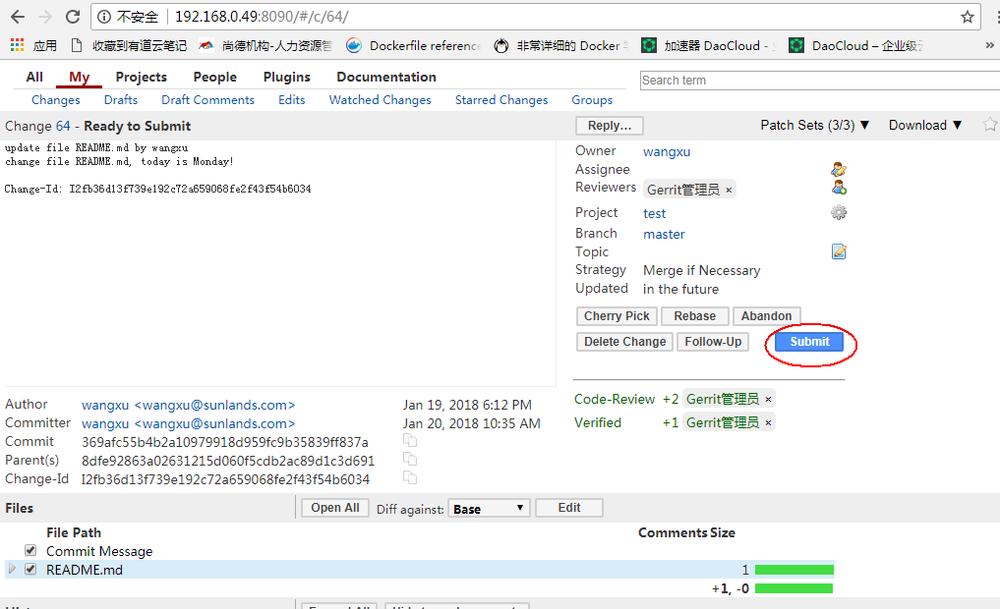 不安全 192.168.0.49:8090/#/c/64/
应用 收藏到有道云笔记 尚德机构-人力资源管 Dockerfile reference 非常详细的 Docker 加速器 DaoCloud - DaoCloud – 企业级 »
All My Projects People Plugins Documentation
Search term
Changes Drafts Draft Comments Edits Watched Changes Starred Changes Groups
Change 64 - Ready to Submit
Reply… Patch Sets (3/3) ▼ Download ▼
update file README.md by wangxu
change file README.md, today is Monday!
Change-Id: I2fb36d13f739e192c72a659068fe2f43f54b6034
Owner wangxu
Assignee
Reviewers Gerrit管理员 ×
Project test
Branch master
Topic
Strategy Merge if Necessary
Updated in the future
Cherry Pick Rebase Abandon
Delete Change Follow-Up Submit
Code-Review +2 Gerrit管理员 ×
Verified +1 Gerrit管理员 ×
Author wangxu <wangxu@sunlands.com> Jan 19, 2018 6:12 PM
Committer wangxu <wangxu@sunlands.com> Jan 20, 2018 10:35 AM
Commit 369afc55b4b2a10979918d959fc9b35839ff837a
Parent(s) 8dfe92863a02631215d060f5cdb2ac89d1c3d691
Change-Id I2fb36d13f739e192c72a659068fe2f43f54b6034
Files Open All Diff against: Base ▼ Edit
File Path Comments Size
Commit Message
README.md 1
+1, -0